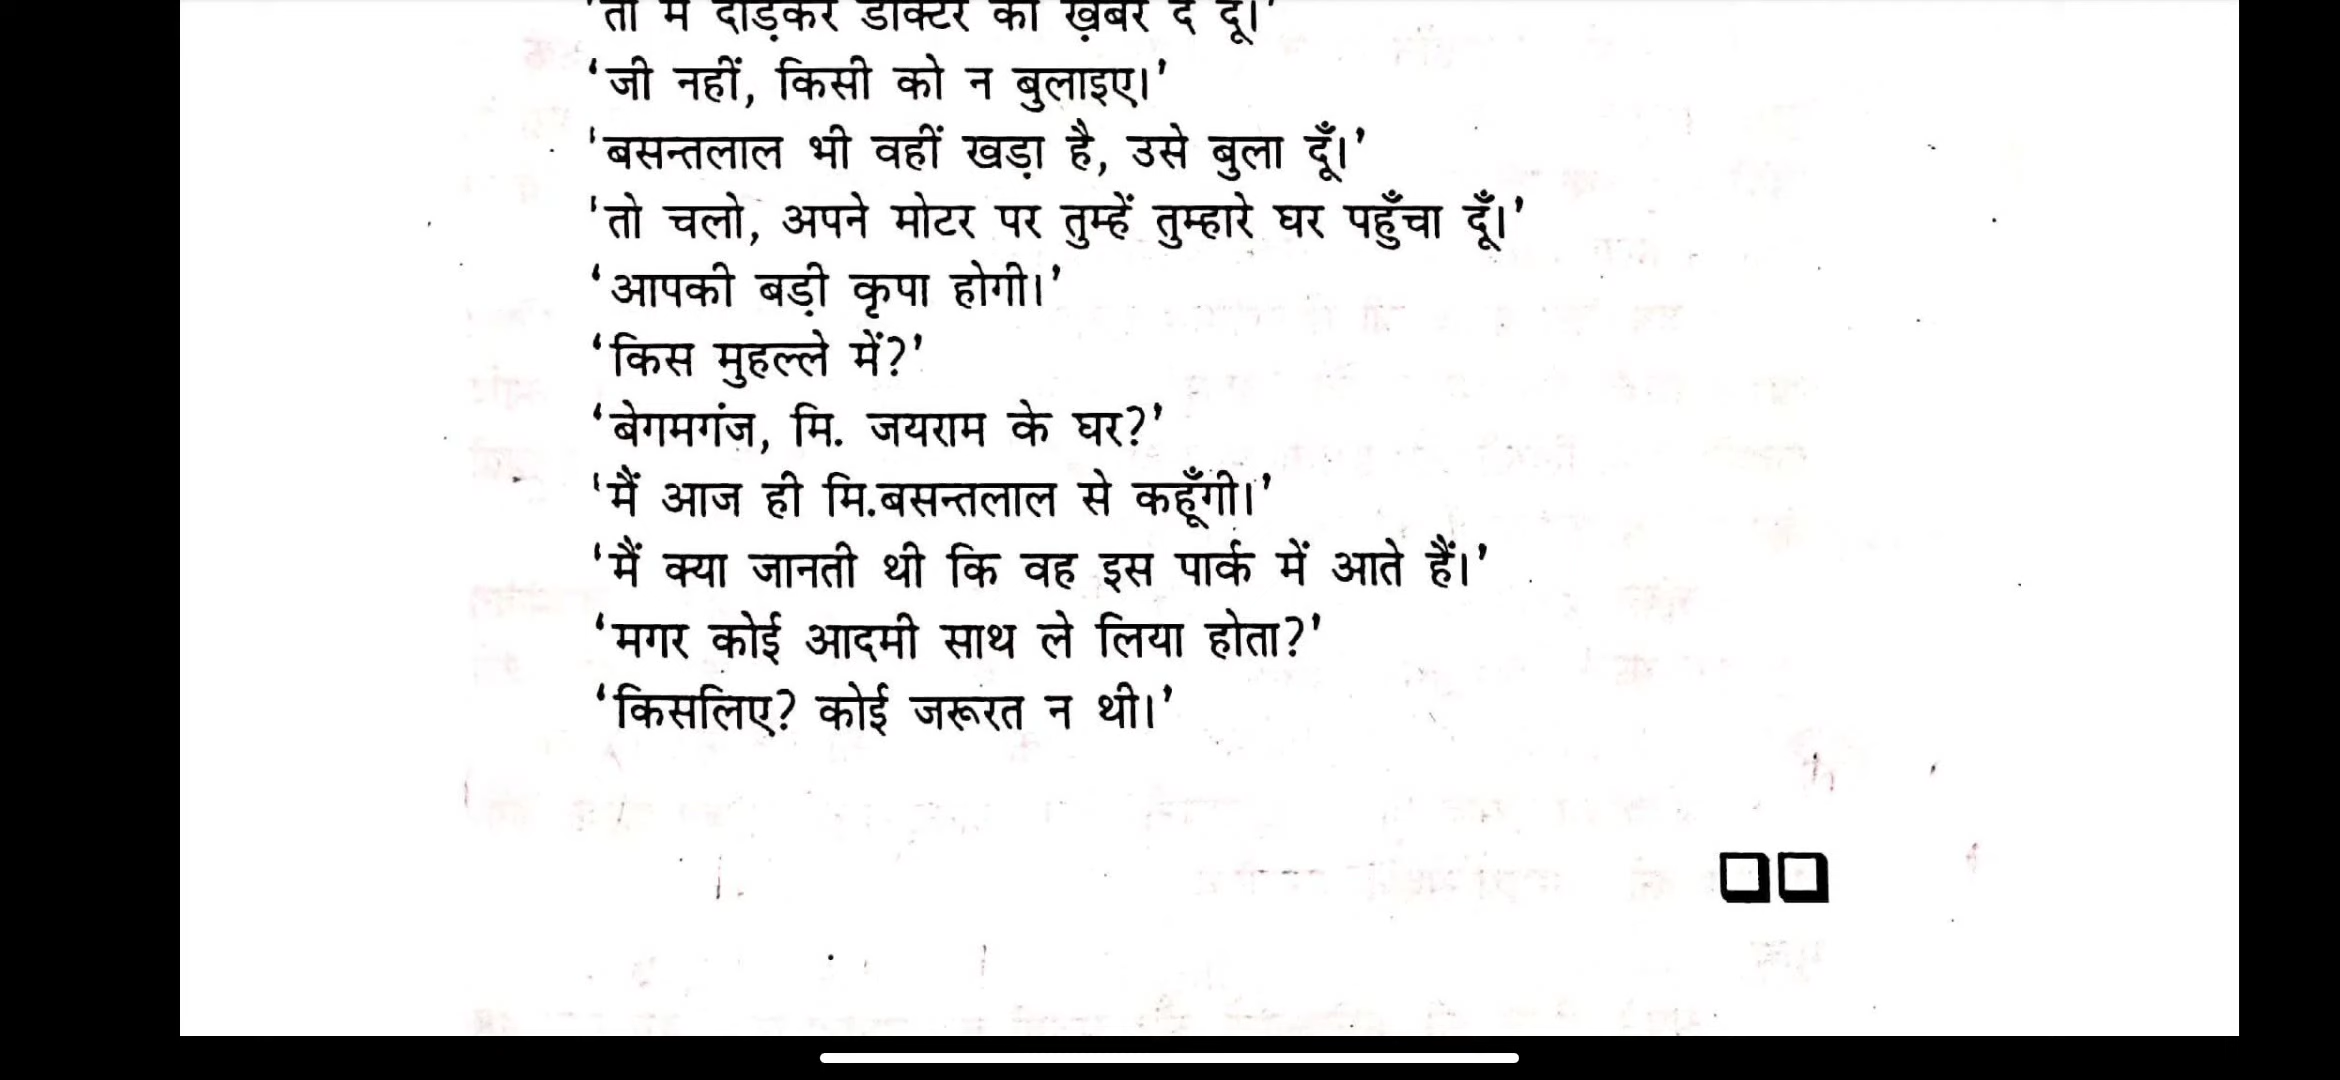 'तो मैं दौड़कर डाक्टर को ख़बर दे दूँ।'
'जी नहीं, किसी को न बुलाइए।'
'बसन्तलाल भी वहीं खड़ा है, उसे बुला दूँ।'
'तो चलो, अपने मोटर पर तुम्हें तुम्हारे घर पहुँचा दूँ।'
'आपकी बड़ी कृपा होगी।'
'किस मुहल्ले में?'
'बेगमगंज, मि. जयराम के घर?'
'मैं आज ही मि.बसन्तलाल से कहूँगी।'
'मैं क्या जानती थी कि वह इस पार्क में आते हैं।'
'मगर कोई आदमी साथ ले लिया होता?'
'किसलिए? कोई जरूरत न थी।'